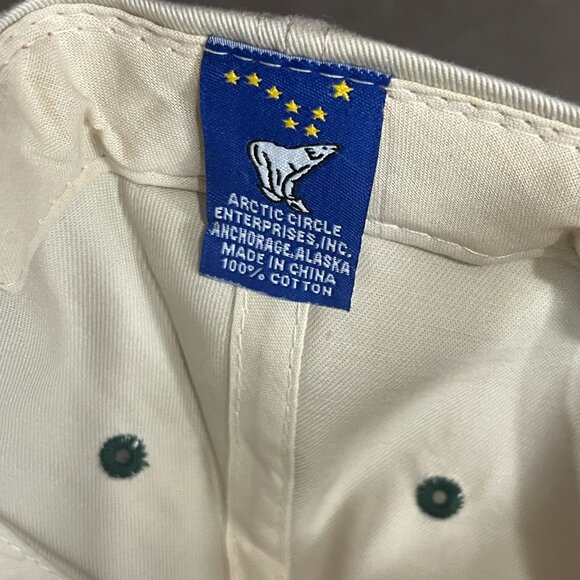 ARCTIC CIRCLE
ENTERPRISES, INC.
ANCHORAGE, ALASKA
MADE IN CHINA
100% COTTON